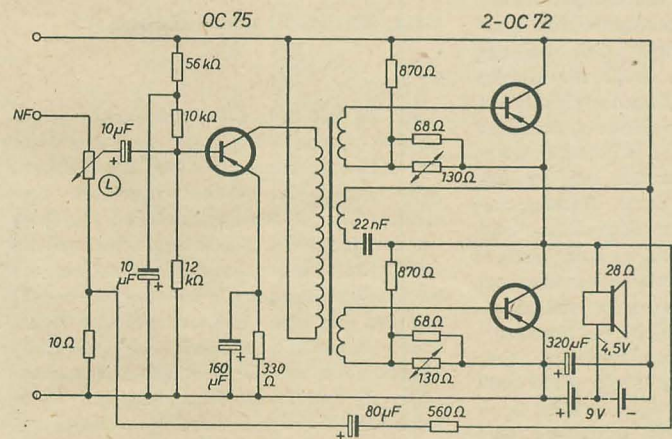 OC 75
2-OC 72
56 kΩ
870 Ω
NF
10 kΩ
10 µF
+
68 Ω
L
130 Ω
22 nF
10
µF
+
12
kΩ
870 Ω
28 Ω
10 Ω
68 Ω
4,5V
320 µF
160
µF
+
330
Ω
130 Ω
+
+
9 V
−
80 µF
+
560 Ω